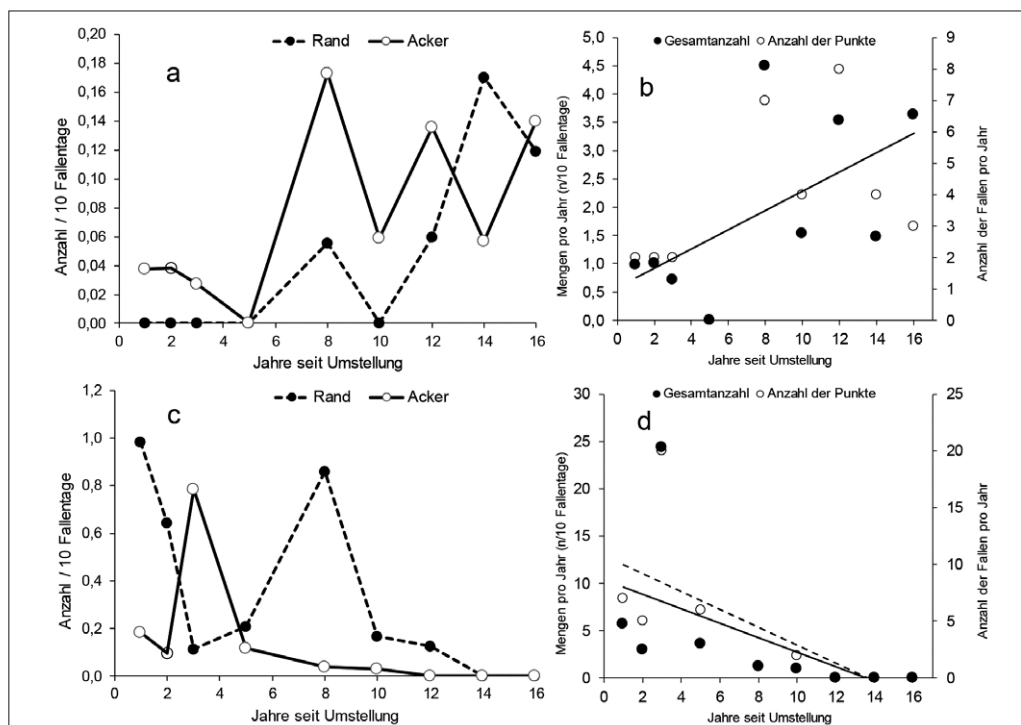 a
Rand Acker
0,20
0,18
0,16
0,14
0,12
0,10
0,08
0,06
0,04
0,02
0,00
Anzahl / 10 Fallentage
0 2 4 6 8 10 12 14 16
Jahre seit Umstellung
b
Gesamtanzahl Anzahl der Punkte
5,0
4,5
4,0
3,5
3,0
2,5
2,0
1,5
1,0
0,5
0,0
Mengen pro Jahr (n/10 Fallentage)
9
8
7
6
5
4
3
2
1
0
Anzahl der Fallen pro Jahr
0 2 4 6 8 10 12 14 16
Jahre seit Umstellung
c
Rand Acker
1,2
1,0
0,8
0,6
0,4
0,2
0,0
Anzahl / 10 Fallentage
0 2 4 6 8 10 12 14 16
Jahre seit Umstellung
d
Gesamtanzahl Anzahl der Punkte
30
25
20
15
10
5
0
Mengen pro Jahr (n/10 Fallentage)
25
20
15
10
5
0
Anzahl der Fallen pro Jahr
0 2 4 6 8 10 12 14 16
Jahre seit Umstellung